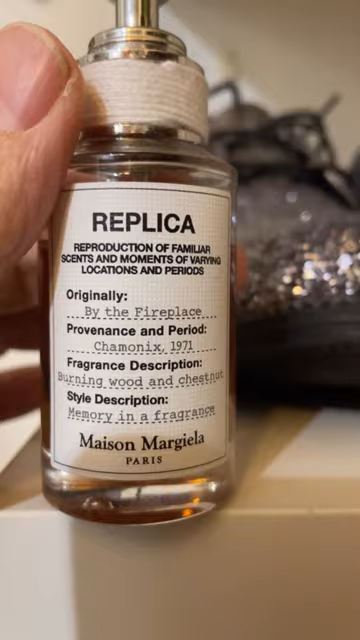 REPLICA
REPRODUCTION OF FAMILIAR
SCENTS AND MOMENTS OF VARYING
LOCATIONS AND PERIODS
Originally:
By the Fireplace
Provenance and Period:
Chamonix, 1971
Fragrance Description:
Burning wood and chestnut
Style Description:
Memory in a fragrance
Maison Margiela
PARIS